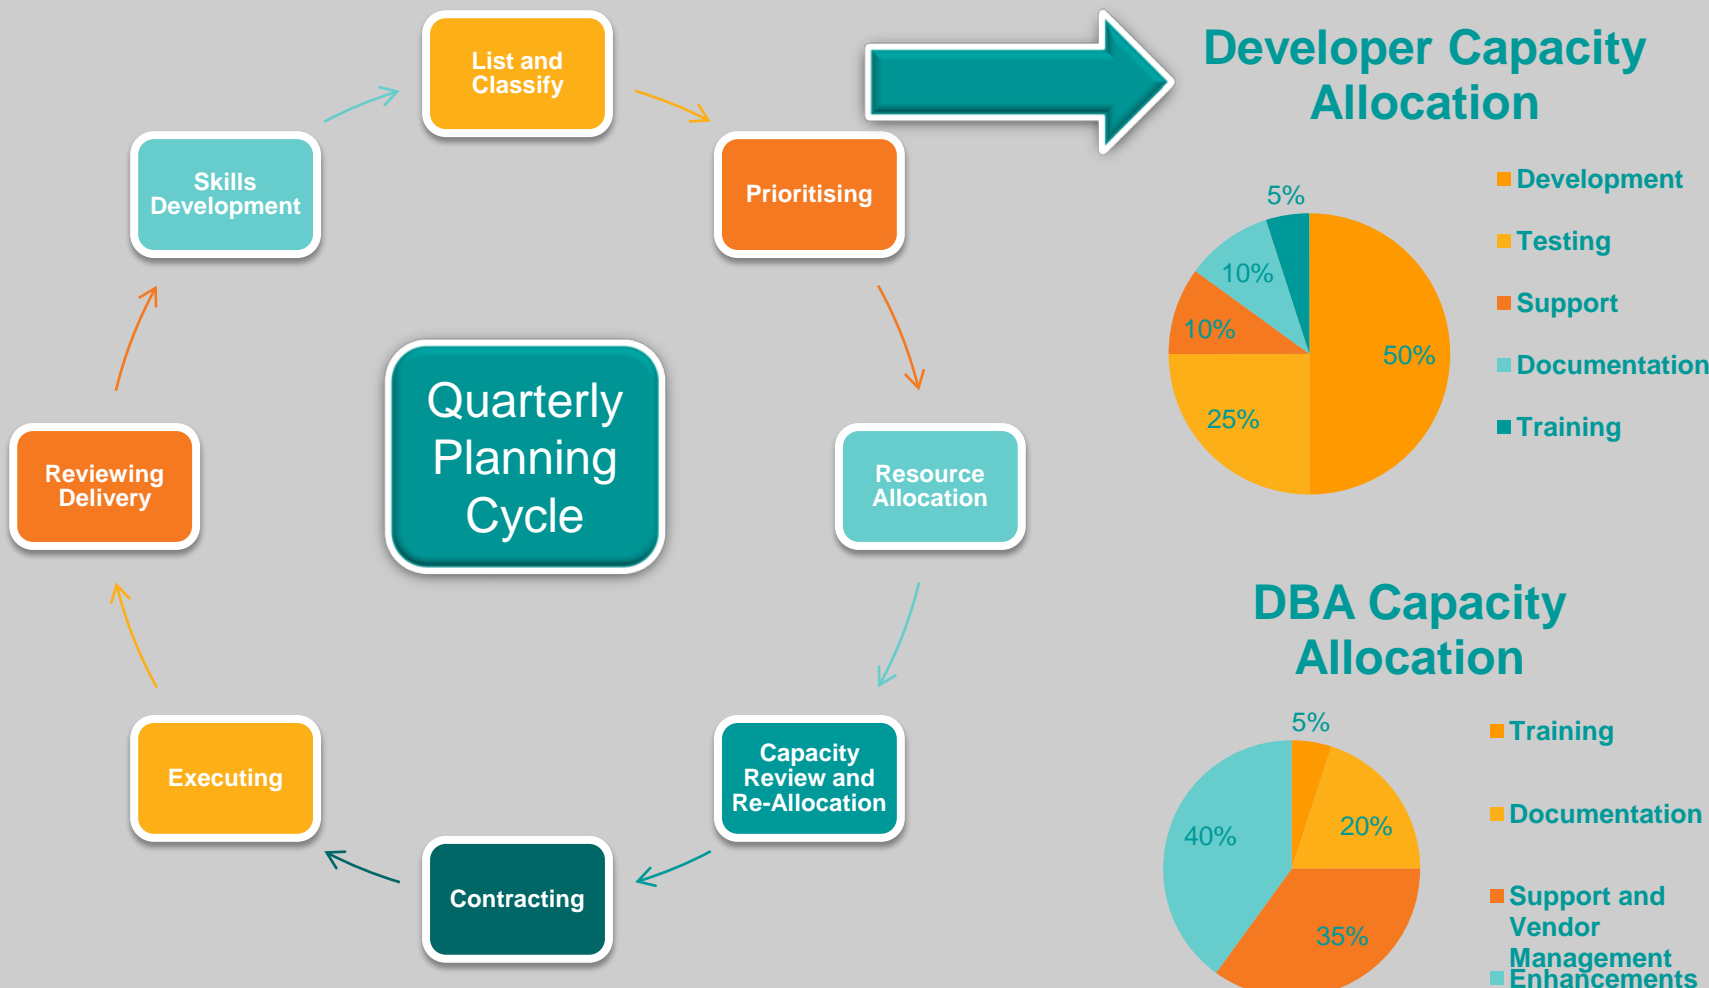 List and
Classify
Prioritising
Resource
Allocation
Capacity
Review and
Re-Allocation
Contracting
Executing
Reviewing
Delivery
Skills
Development
Quarterly
Planning
Cycle
Developer Capacity
Allocation
5%
10%
10%
25%
50%
Development
Testing
Support
Documentation
Training
DBA Capacity
Allocation
5%
20%
35%
40%
Training
Documentation
Support and
Vendor
Management
Enhancements